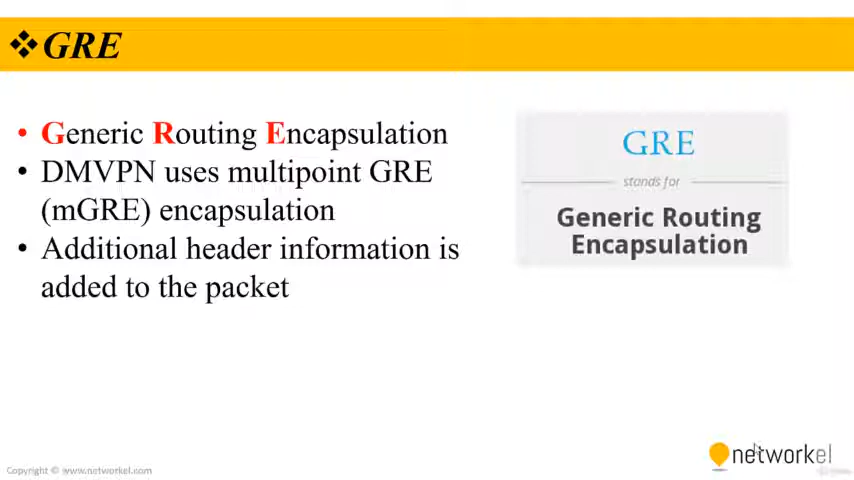 ❖GRE
• Generic Routing Encapsulation
• DMVPN uses multipoint GRE
(mGRE) encapsulation
• Additional header information is
added to the packet
GRE
stands for
Generic Routing
Encapsulation
networkel
Copyright © www.networkel.com